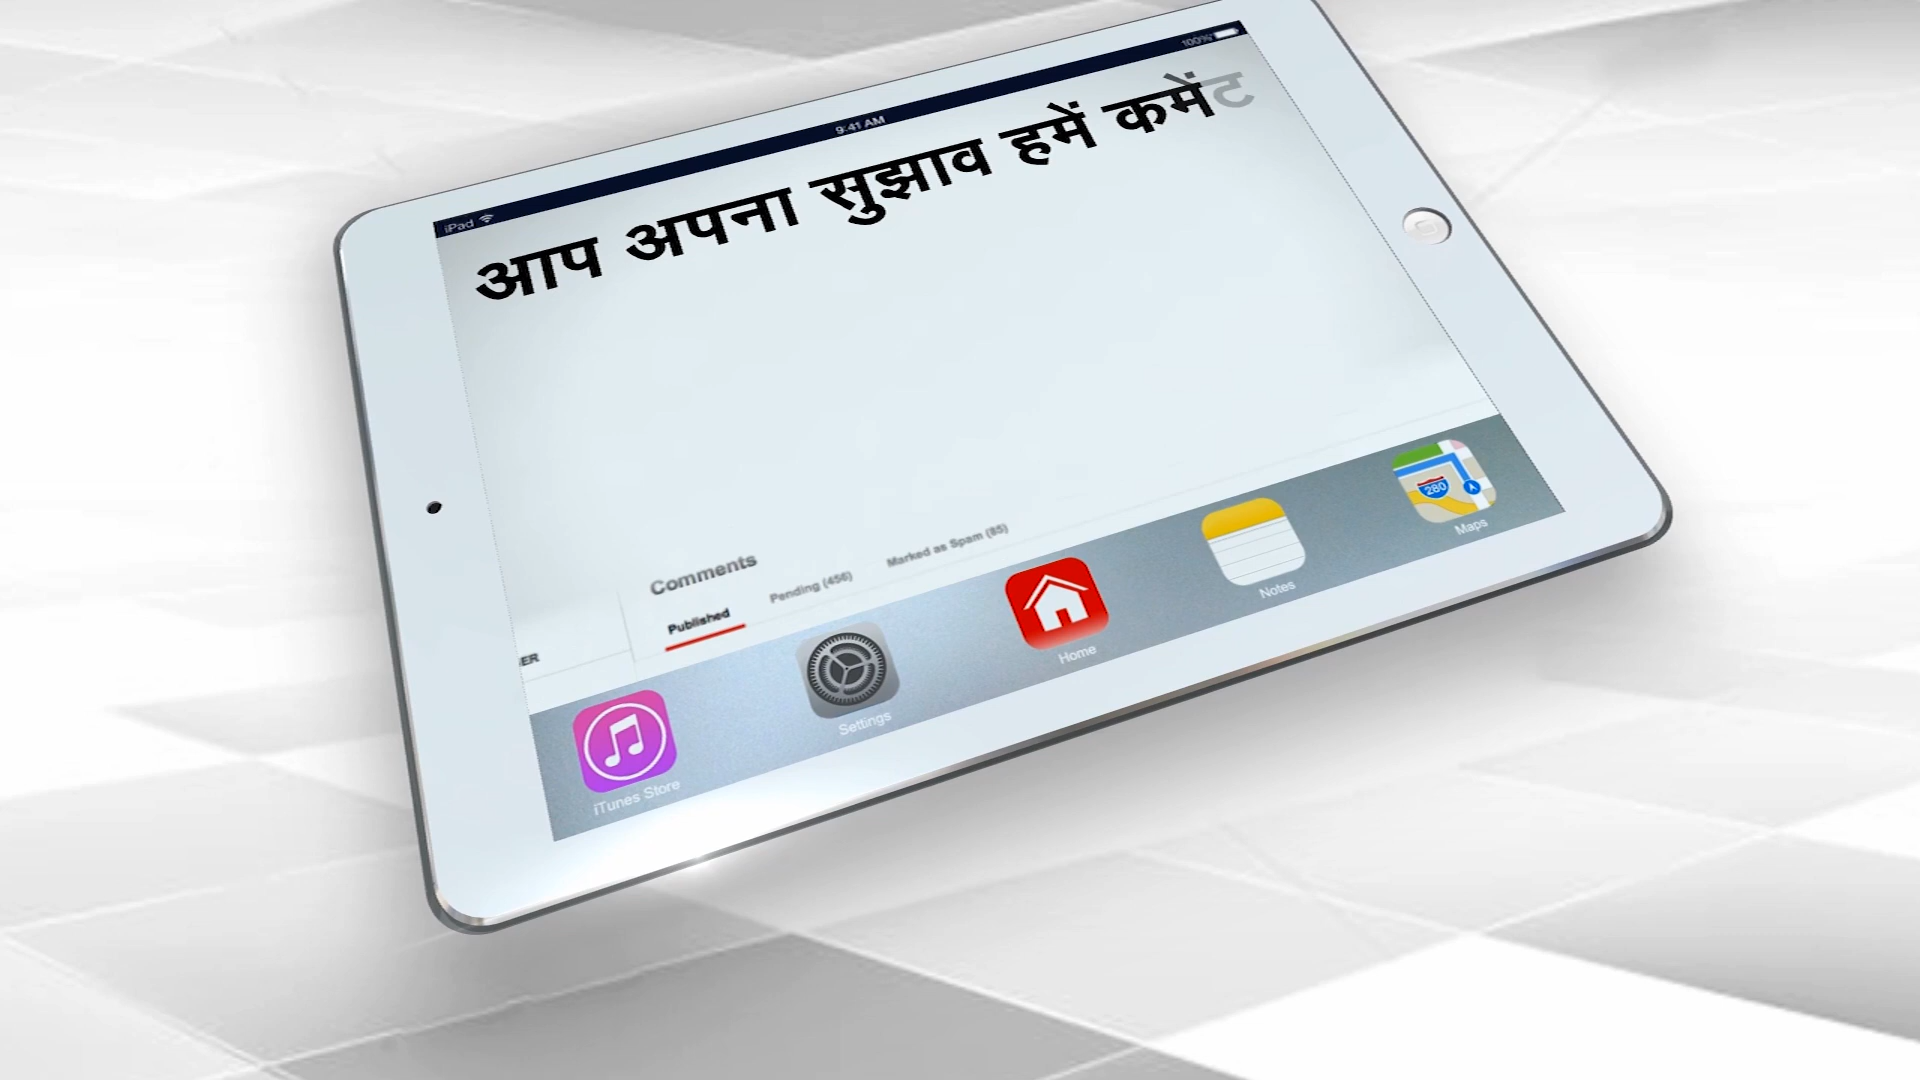 iPad 9:41 AM 100%
आप अपना सुझाव हमें कमेंट
Comments
Published Pending (456) Marked as Spam (85)
ER
iTunes Store Settings Home Notes Maps
280